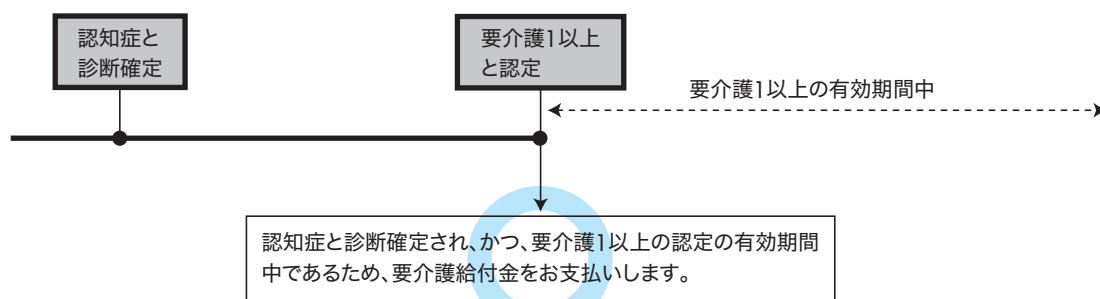 認知症と
診断確定
要介護1以上
と認定
要介護1以上の有効期間中
認知症と診断確定され、かつ、要介護1以上の認定の有効期間
中であるため、要介護給付金をお支払いします。